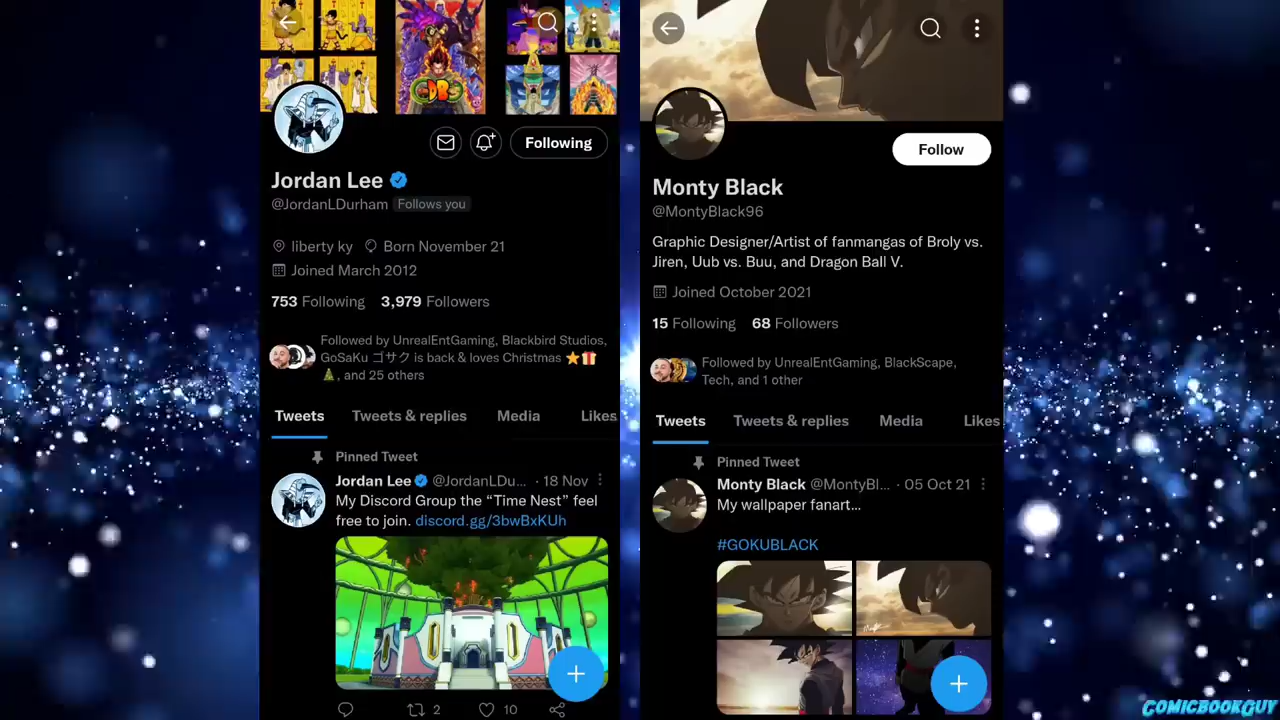 Following
Jordan Lee
@JordanLDurham Follows you
liberty ky Born November 21
Joined March 2012
753 Following 3,979 Followers
Followed by UnrealEntGaming, Blackbird Studios,
GoSaKu ゴサク is back & loves Christmas ⭐🎁
🎄, and 25 others
Tweets Tweets & replies Media Likes
Pinned Tweet
Jordan Lee @JordanLDu... · 18 Nov
My Discord Group the “Time Nest” feel
free to join. discord.gg/3bwBxKUh
2 10
Follow
Monty Black
@MontyBlack96
Graphic Designer/Artist of fanmangas of Broly vs.
Jiren, Uub vs. Buu, and Dragon Ball V.
Joined October 2021
15 Following 68 Followers
Followed by UnrealEntGaming, BlackScape,
Tech, and 1 other
Tweets Tweets & replies Media Likes
Pinned Tweet
Monty Black @MontyBl... · 05 Oct 21
My wallpaper fanart...
#GOKUBLACK
COMICBOOKGUY